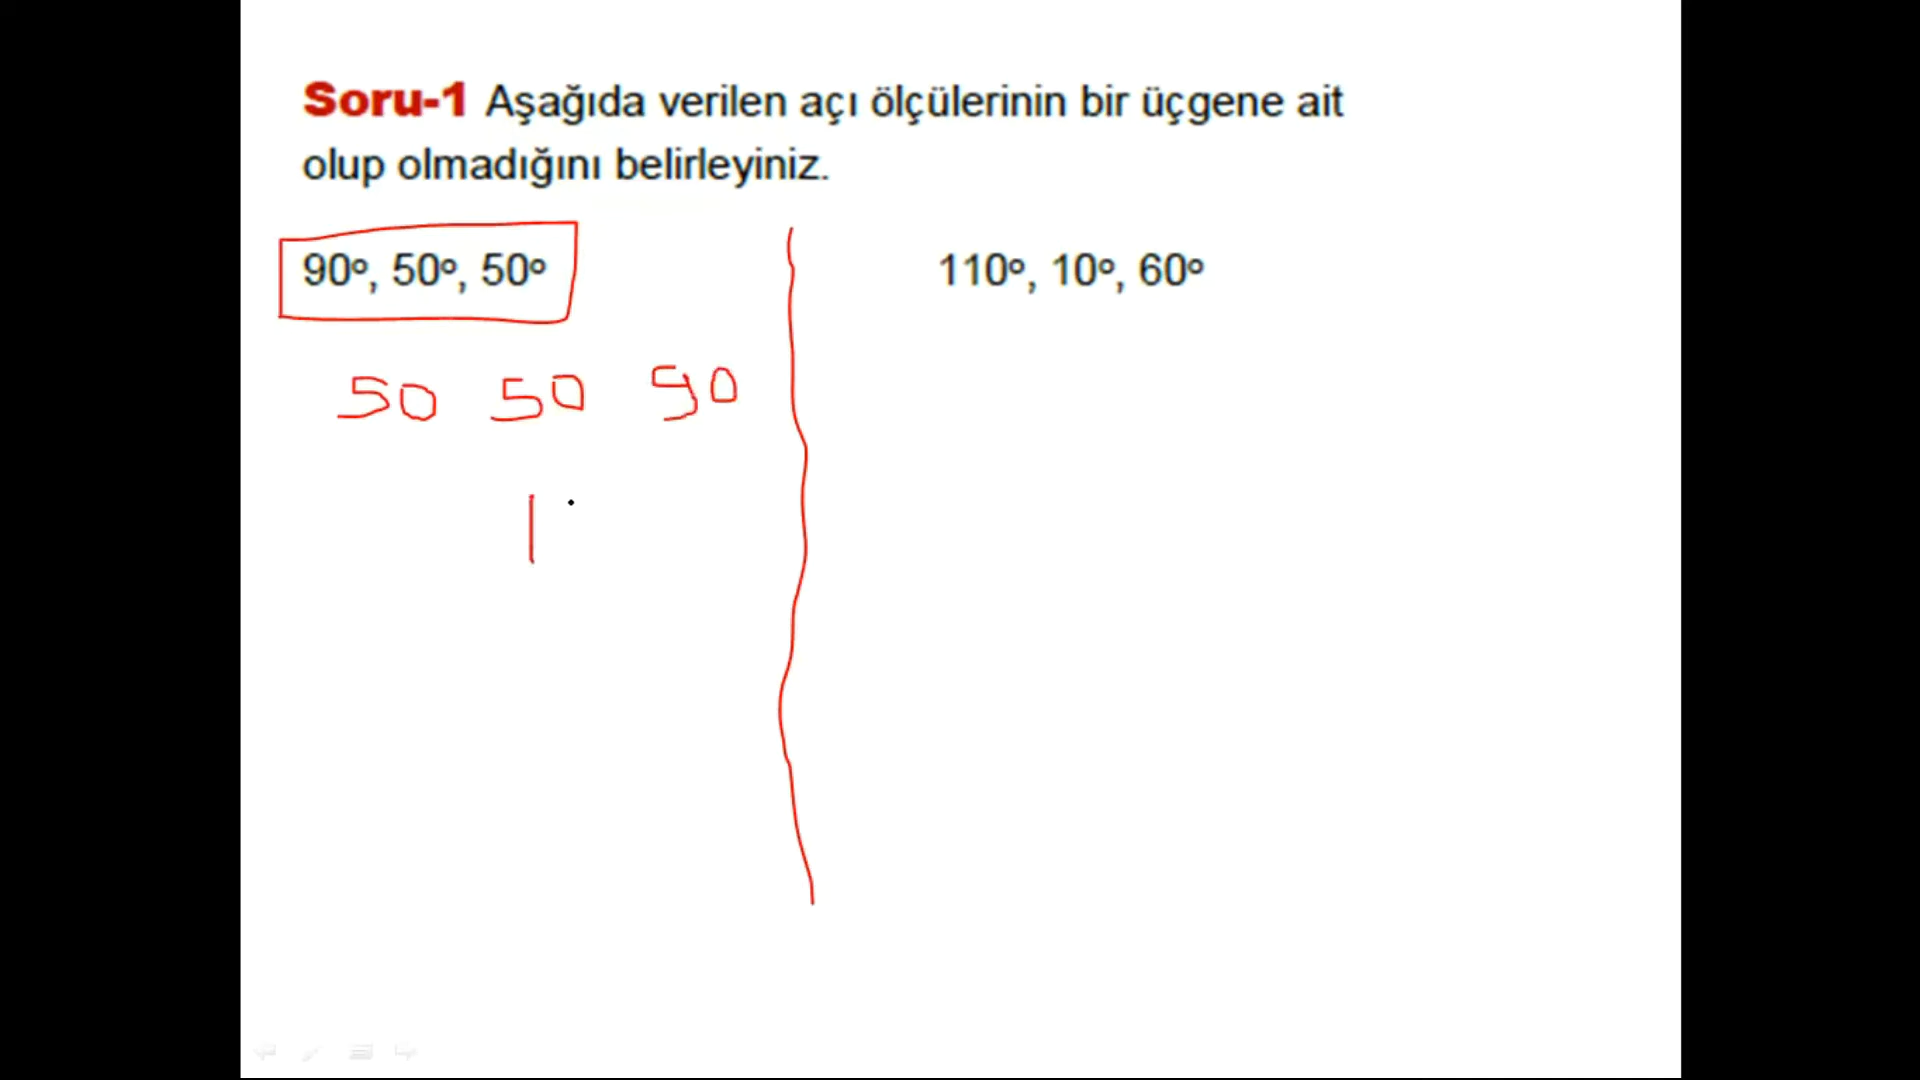 Soru-1 Aşağıda verilen açı ölçülerinin bir üçgene ait
olup olmadığını belirleyiniz.
90°, 50°, 50°
50 50 90
1
110°, 10°, 60°